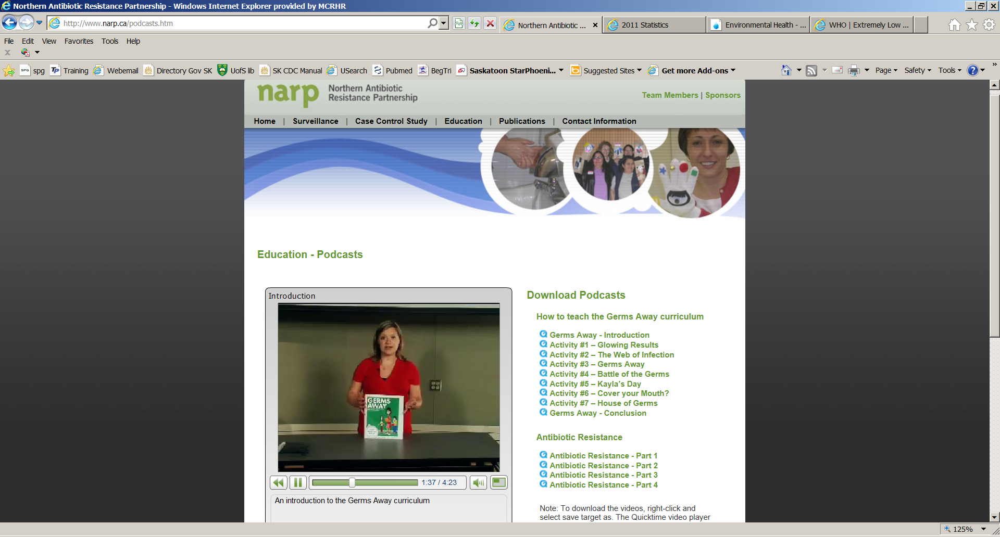 Northern Antibiotic Resistance Partnership - Windows Internet Explorer provided by MCRHR
http://www.narp.ca/podcasts.htm
Northern Antibiotic ...
2011 Statistics
Environmental Health - ...
WHO | Extremely Low ...
File Edit View Favorites Tools Help
spg Training Webemail Directory Gov SK UofS lib SK CDC Manual USearch Pubmed BegTri Saskatoon StarPhoeni... Suggested Sites Get more Add-ons
Page Safety Tools
narp Northern Antibiotic
Resistance Partnership
Team Members | Sponsors
Home | Surveillance | Case Control Study | Education | Publications | Contact Information
Education - Podcasts
Introduction
GERMS
AWAY
1:37 / 4:23
An introduction to the Germs Away curriculum
Download Podcasts
How to teach the Germs Away curriculum
Germs Away - Introduction
Activity #1 – Glowing Results
Activity #2 – The Web of Infection
Activity #3 – Germs Away
Activity #4 – Battle of the Germs
Activity #5 – Kayla's Day
Activity #6 – Cover your Mouth?
Activity #7 – House of Germs
Germs Away - Conclusion
Antibiotic Resistance
Antibiotic Resistance - Part 1
Antibiotic Resistance - Part 2
Antibiotic Resistance - Part 3
Antibiotic Resistance - Part 4
Note: To download the videos, right-click and
select save target as. The Quicktime video player
125%